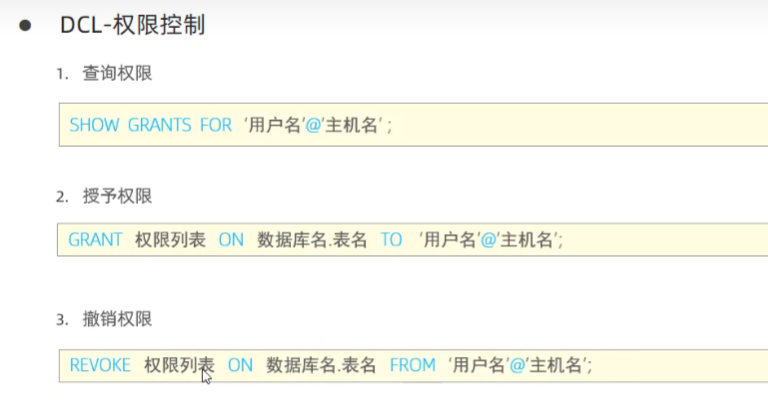 ● DCL-权限控制
1. 查询权限
SHOW GRANTS FOR '用户名'@'主机名' ;
2. 授予权限
GRANT 权限列表 ON 数据库名.表名 TO '用户名'@'主机名';
3. 撤销权限
REVOKE 权限列表 ON 数据库名.表名 FROM '用户名'@'主机名';